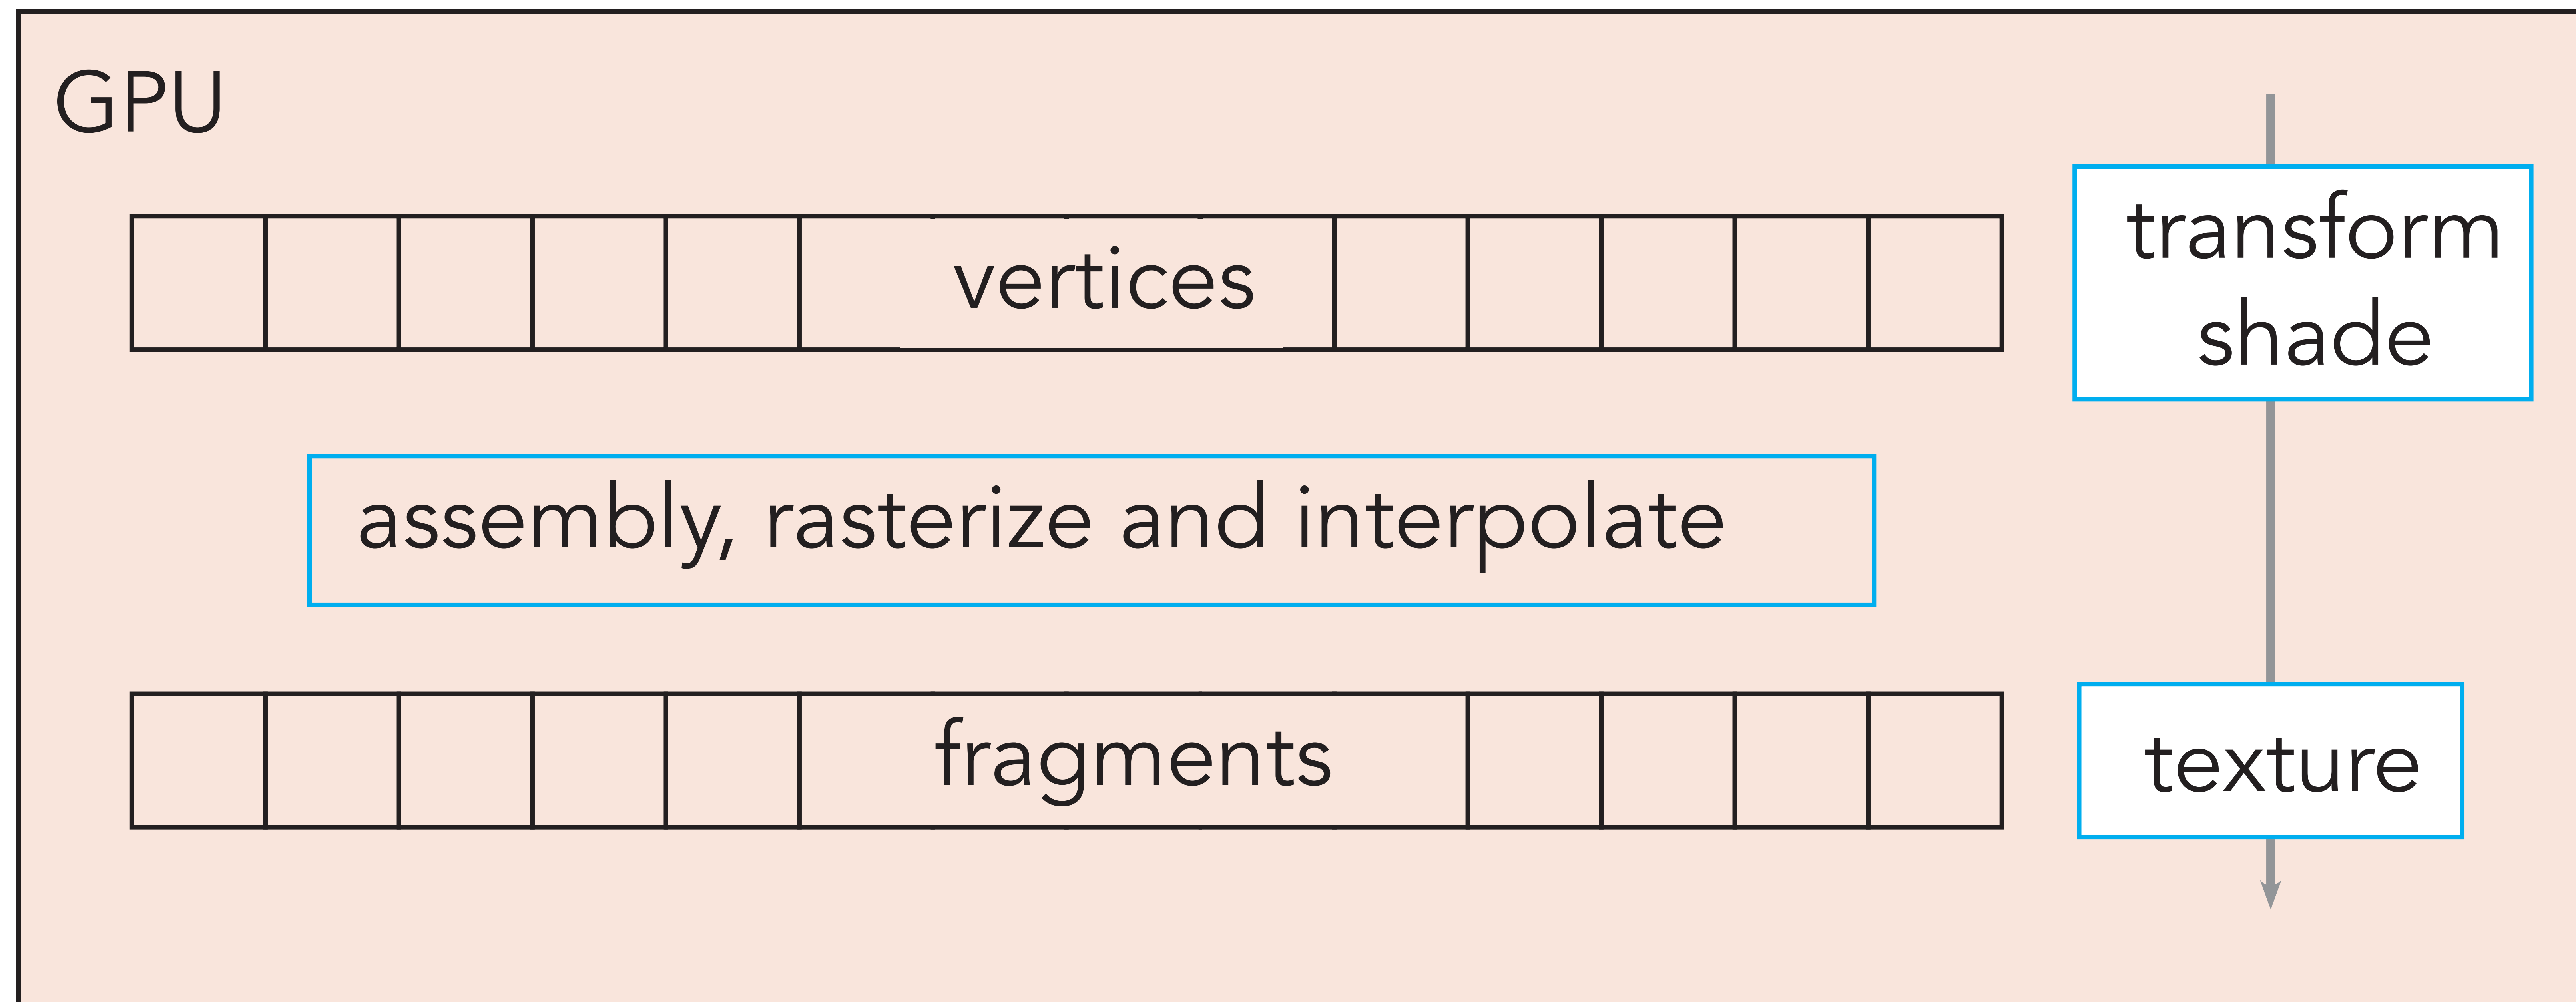 GPU
vertices
transform
shade
assembly, rasterize and interpolate
fragments
texture